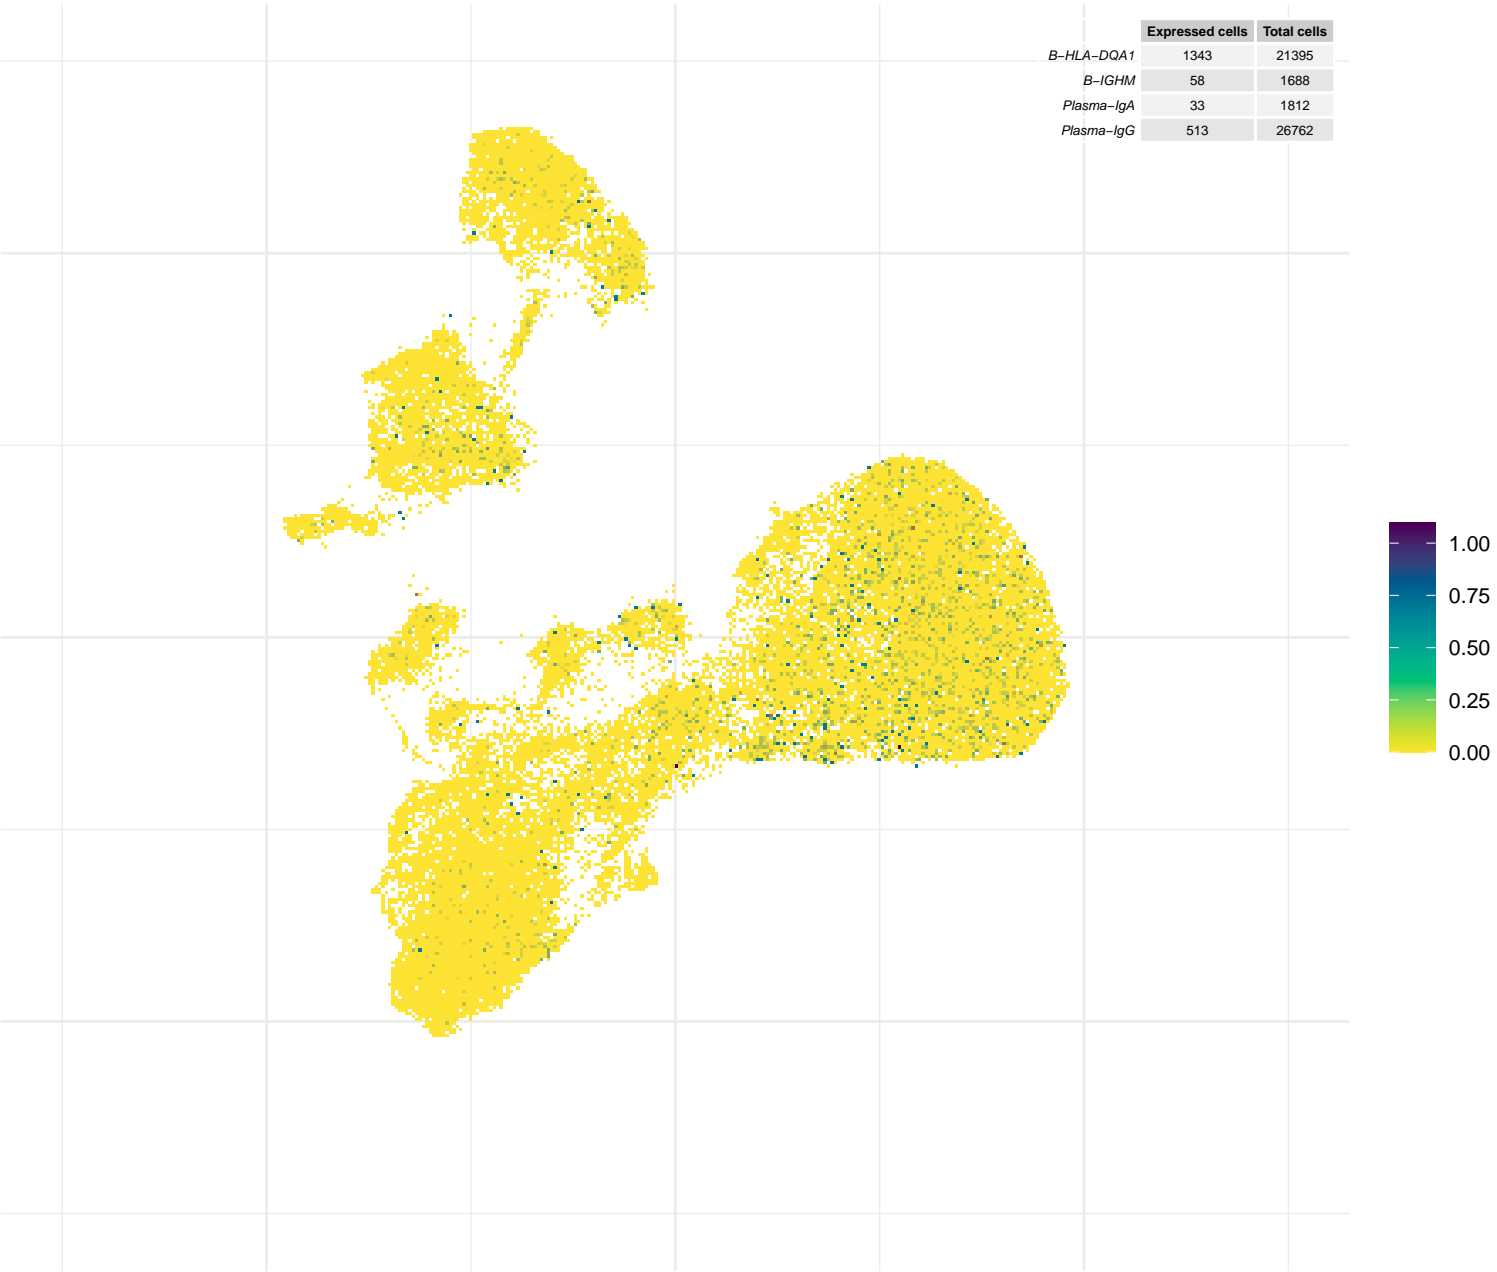 Expressed cells Total cells
B−HLA−DQA1 1343 21395
B−IGHM 58 1688
Plasma−IgA 33 1812
Plasma−IgG 513 26762
1.00
0.75
0.50
0.25
0.00